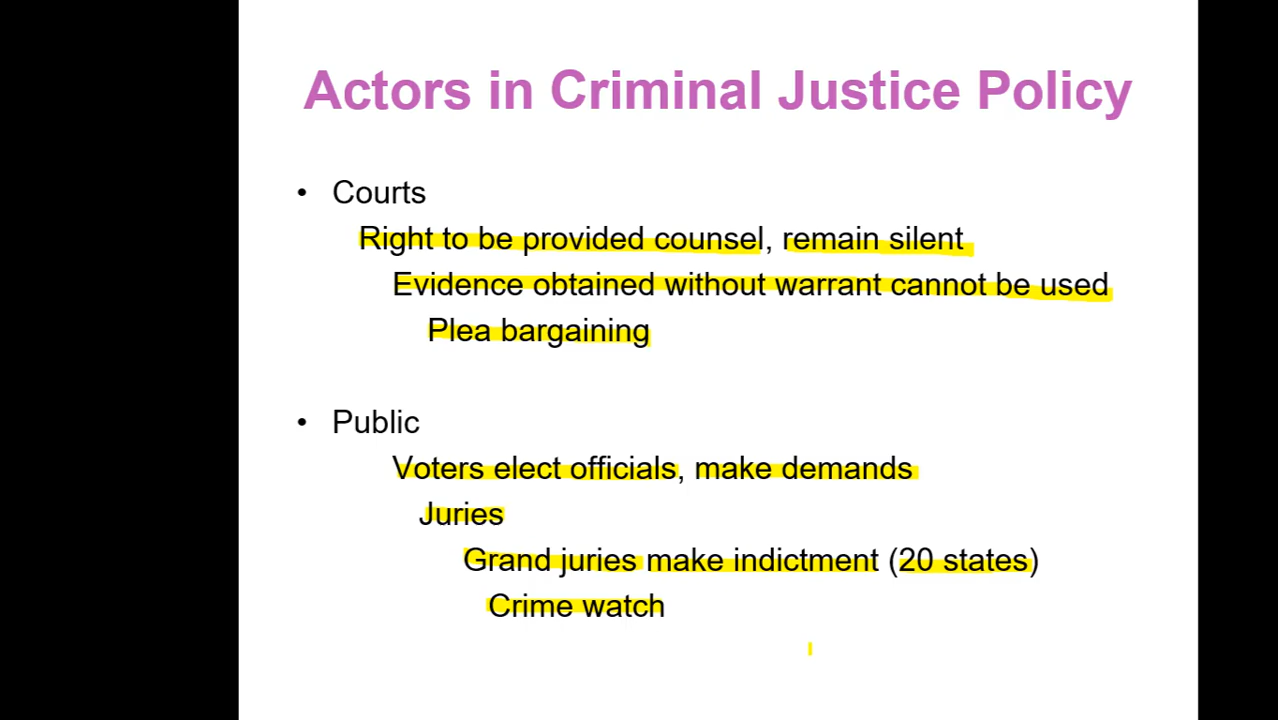 Actors in Criminal Justice Policy
• Courts
Right to be provided counsel, remain silent
Evidence obtained without warrant cannot be used
Plea bargaining
• Public
Voters elect officials, make demands
Juries
Grand juries make indictment (20 states)
Crime watch